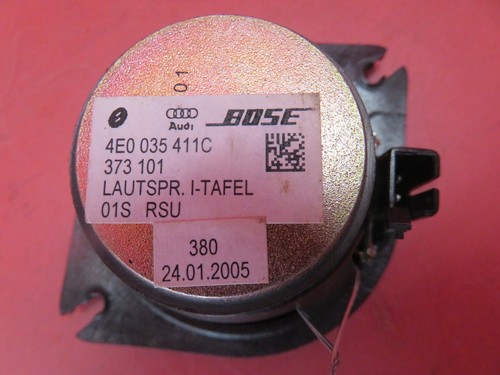 01
Audi BOSE
4E0 035 411C
373 101
LAUTSPR. I-TAFEL
01S RSU
380
24.01.2005